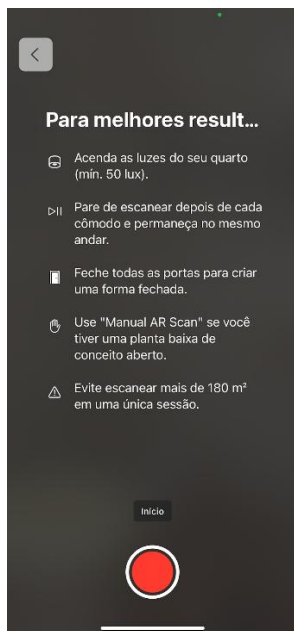 Para melhores result...
Acenda as luzes do seu quarto
(mín. 50 lux).
Pare de escanear depois de cada
cômodo e permaneça no mesmo
andar.
Feche todas as portas para criar
uma forma fechada.
Use "Manual AR Scan" se você
tiver uma planta baixa de
conceito aberto.
Evite escanear mais de 180 m²
em uma única sessão.
Início